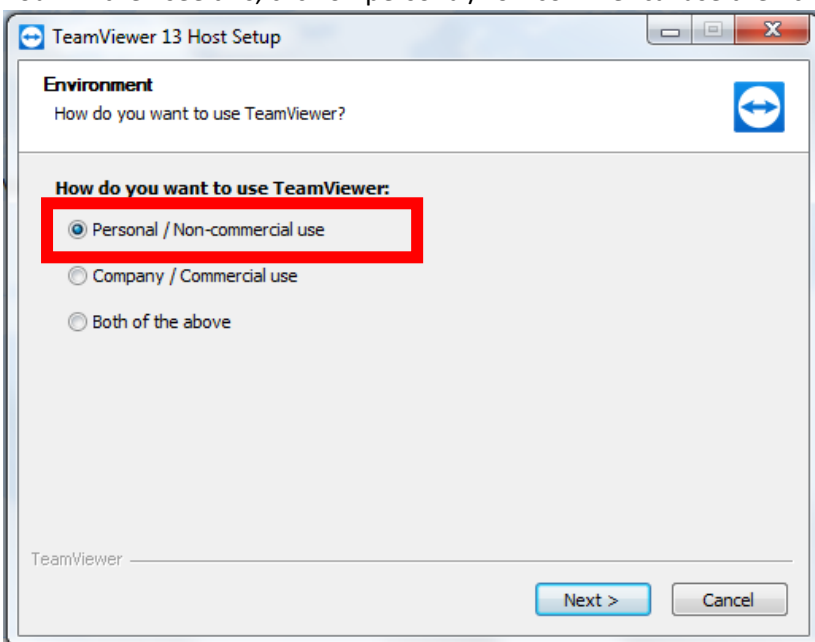 TeamViewer 13 Host Setup
Environment
How do you want to use TeamViewer?
How do you want to use TeamViewer:
Personal / Non-commercial use
Company / Commercial use
Both of the above
TeamViewer
Next >
Cancel